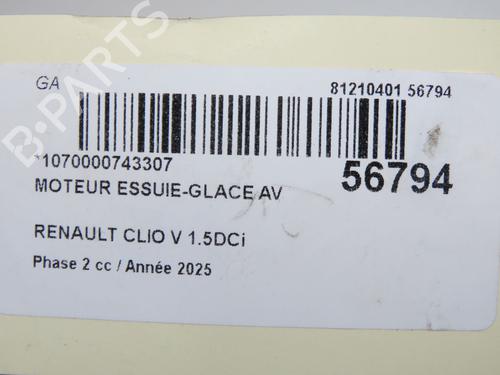 B-PARTS
GA 81210401 56794
*1070000743307
56794
MOTEUR ESSUIE-GLACE AV
RENAULT CLIO V 1.5DCi
Phase 2 cc / Année 2025